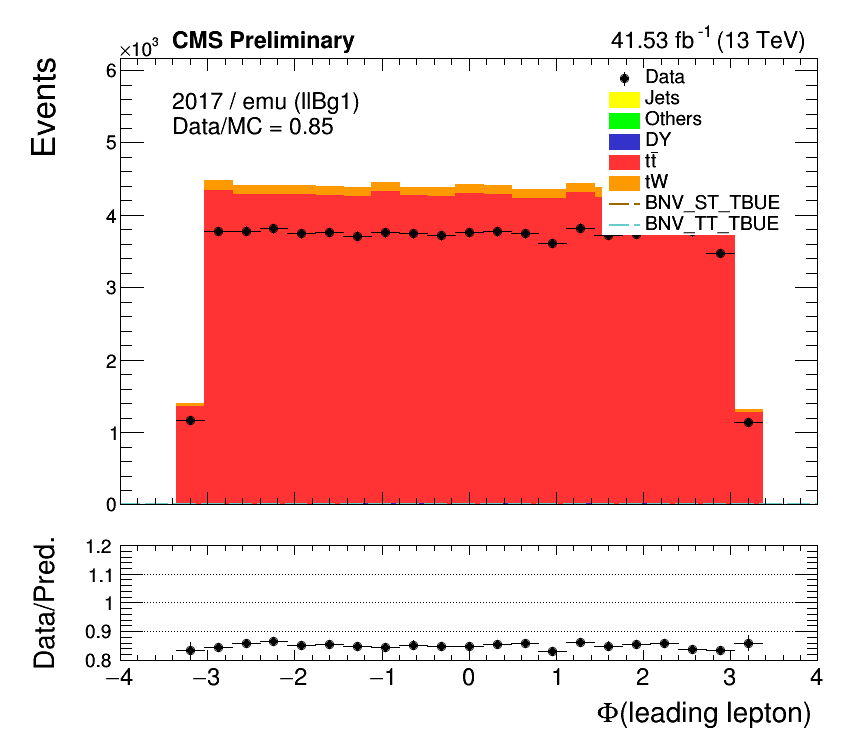 ×10³ CMS Preliminary 41.53 fb⁻¹ (13 TeV)
Events
2017 / emu (llBg1)
Data/MC = 0.85
Data
Jets
Others
DY
tt̄
tW
BNV_ST_TBUE
BNV_TT_TBUE
6
5
4
3
2
1
0
Data/Pred.
1.2
1.1
1
0.9
0.8
−4 −3 −2 −1 0 1 2 3 4
Φ(leading lepton)